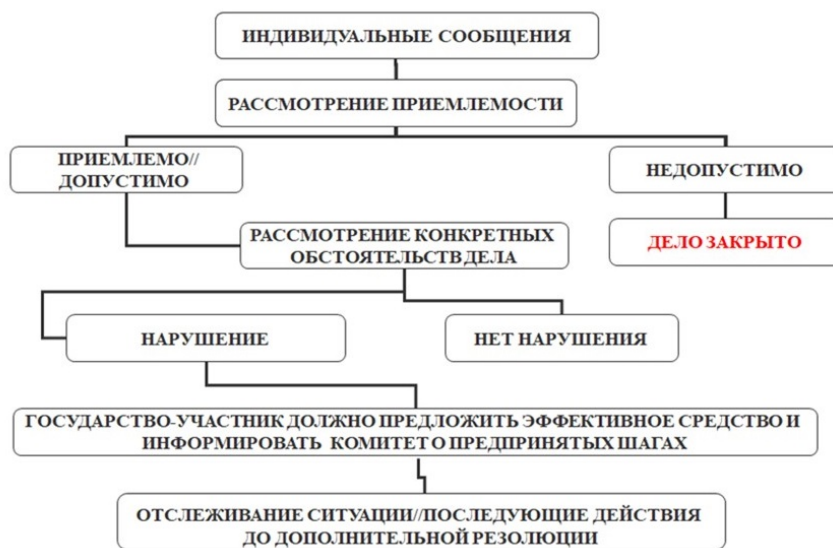 ИНДИВИДУАЛЬНЫЕ СООБЩЕНИЯ
РАССМОТРЕНИЕ ПРИЕМЛЕМОСТИ
ПРИЕМЛЕМО//
ДОПУСТИМО
НЕДОПУСТИМО
РАССМОТРЕНИЕ КОНКРЕТНЫХ
ОБСТОЯТЕЛЬСТВ ДЕЛА
ДЕЛО ЗАКРЫТО
НАРУШЕНИЕ
НЕТ НАРУШЕНИЯ
ГОСУДАРСТВО-УЧАСТНИК ДОЛЖНО ПРЕДЛОЖИТЬ ЭФФЕКТИВНОЕ СРЕДСТВО И
ИНФОРМИРОВАТЬ КОМИТЕТ О ПРЕДПРИНЯТЫХ ШАГАХ
ОТСЛЕЖИВАНИЕ СИТУАЦИИ//ПОСЛЕДУЮЩИЕ ДЕЙСТВИЯ
ДО ДОПОЛНИТЕЛЬНОЙ РЕЗОЛЮЦИИ